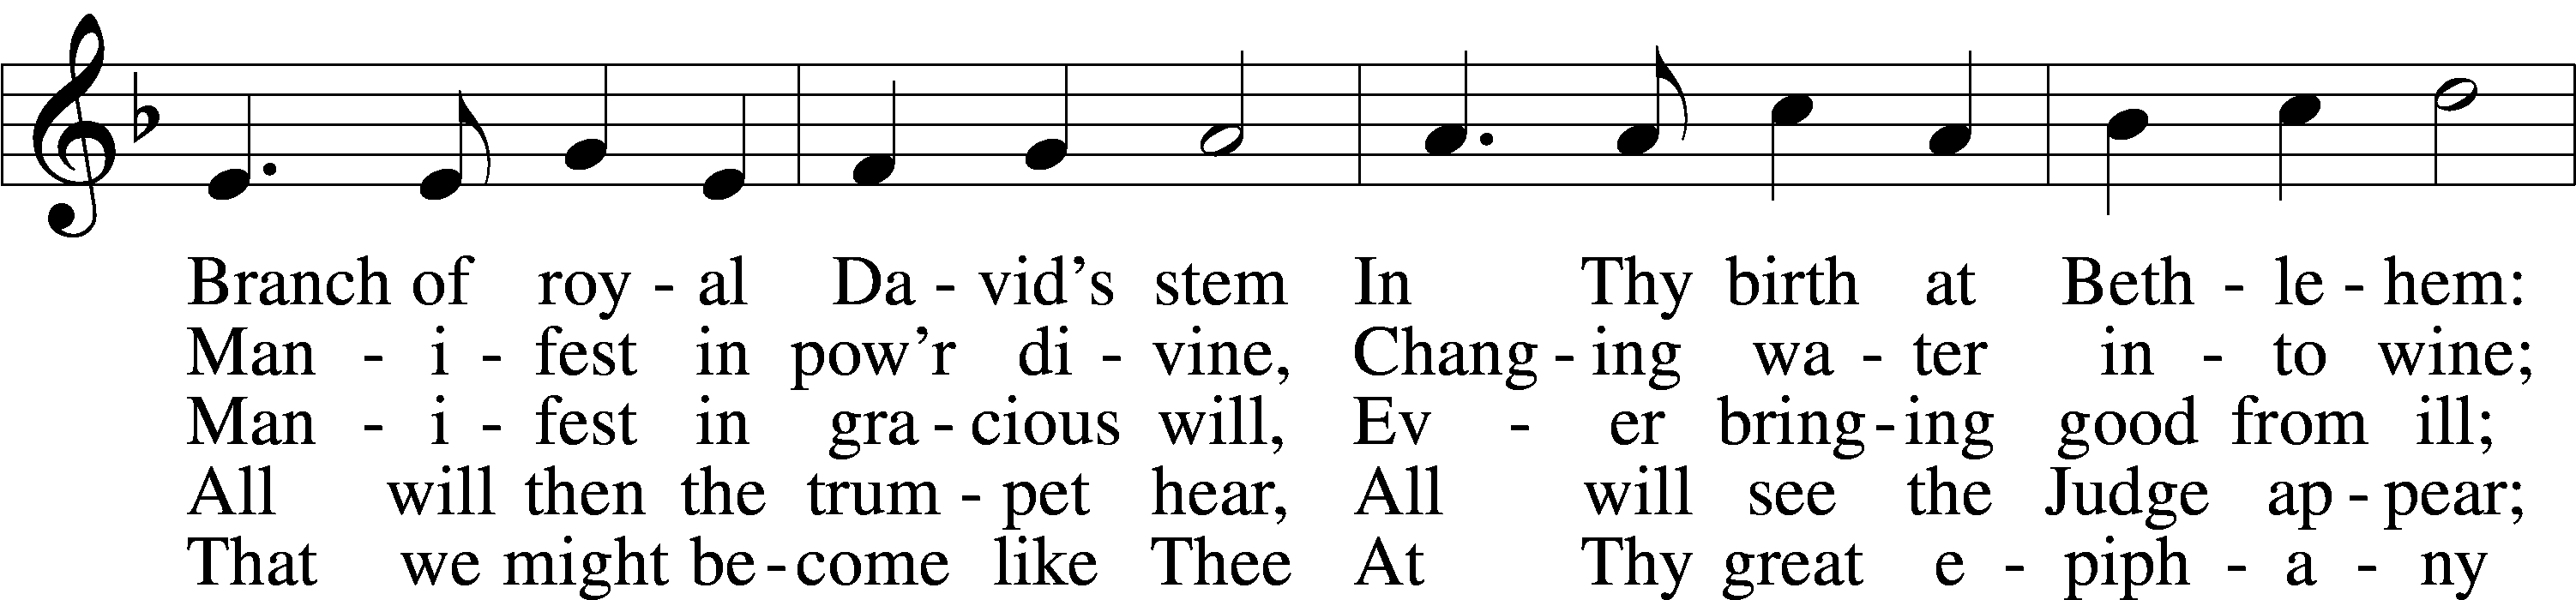 Branch of roy - al Da - vid’s stem In Thy birth at Beth - le - hem:
Man - i - fest in pow’r di - vine, Chang - ing wa - ter in - to wine;
Man - i - fest in gra - cious will, Ev - er bring - ing good from ill;
All will then the trum - pet hear, All will see the Judge ap - pear;
That we might be - come like Thee At Thy great e - piph - a - ny